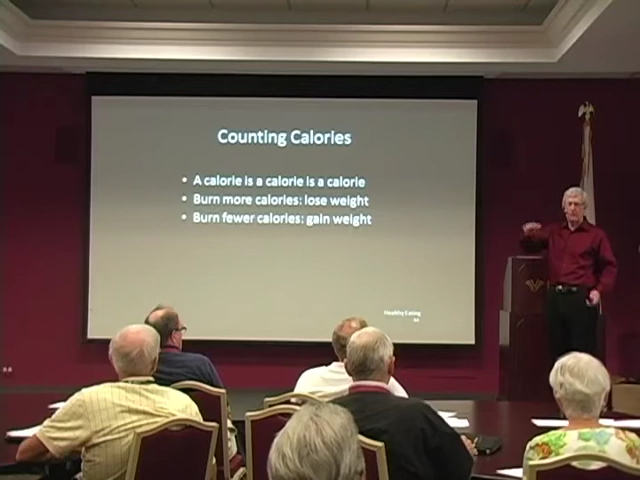 Counting Calories
• A calorie is a calorie is a calorie
• Burn more calories: lose weight
• Burn fewer calories: gain weight
Healthy Eating